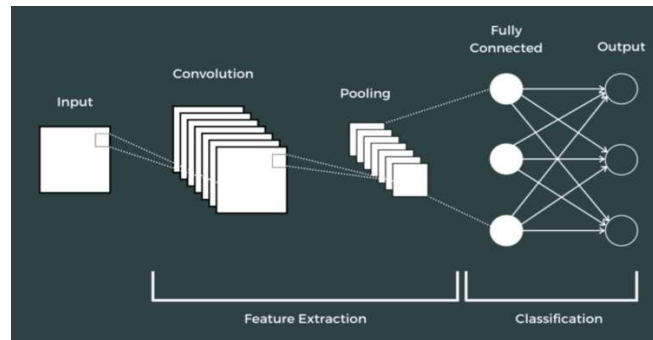 Input
Convolution
Pooling
Fully
Connected
Output
Feature Extraction
Classification